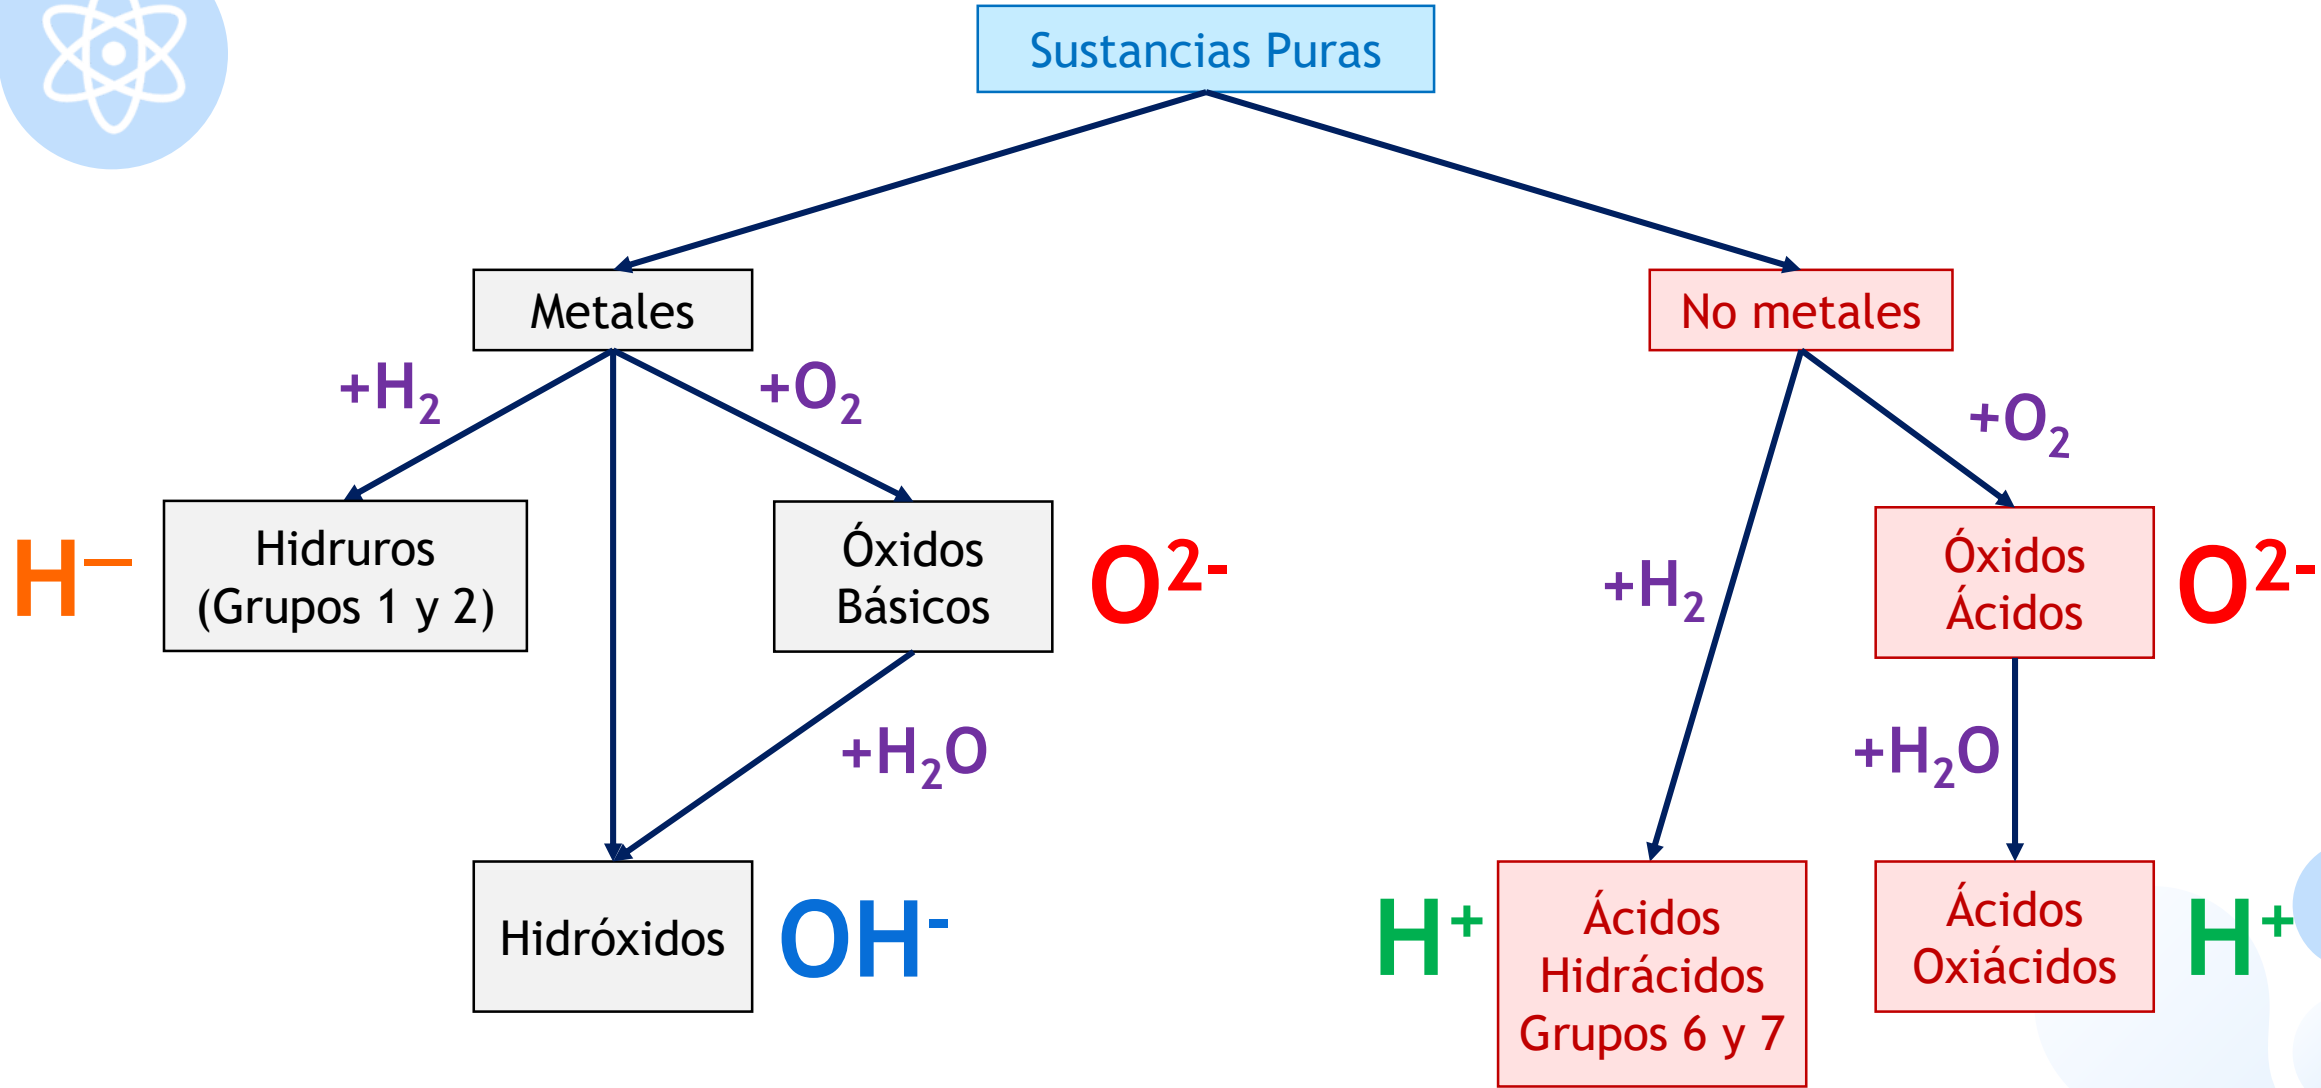 Sustancias Puras
Metales
No metales
+H₂
+O₂
+O₂
H⁻
Hidruros
(Grupos 1 y 2)
Óxidos
Básicos
O²⁻
+H₂
Óxidos
Ácidos
O²⁻
+H₂O
+H₂O
Hidróxidos
OH⁻
H⁺
Ácidos
Hidrácidos
Grupos 6 y 7
Ácidos
Oxiácidos
H⁺